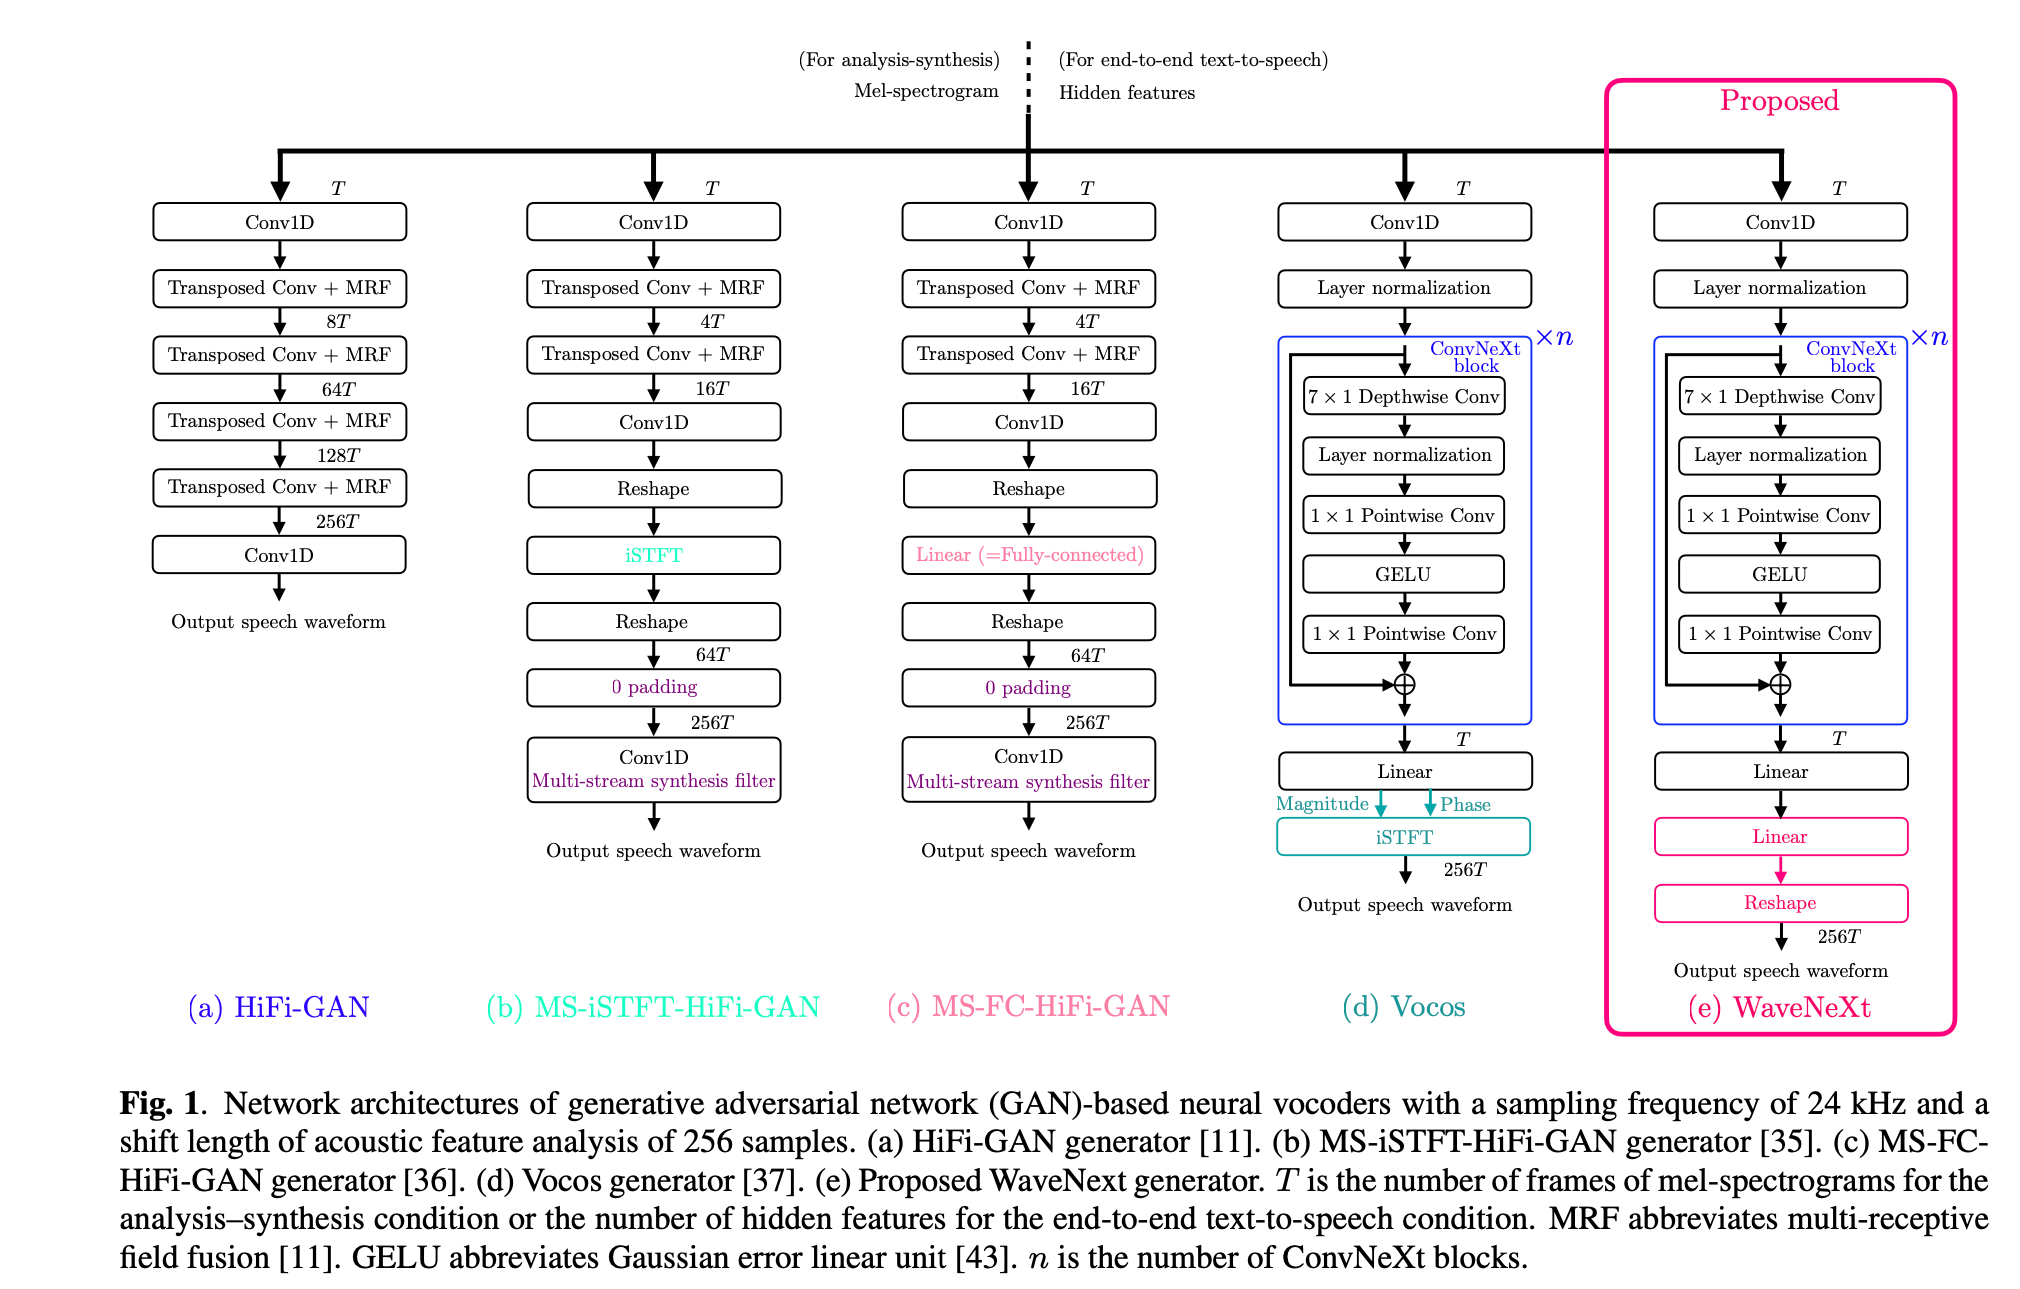 (For analysis-synthesis)
Mel-spectrogram
(For end-to-end text-to-speech)
Hidden features
Proposed
T
Conv1D
Transposed Conv + MRF
8T
Transposed Conv + MRF
64T
Transposed Conv + MRF
128T
Transposed Conv + MRF
256T
Conv1D
Output speech waveform
(a) HiFi-GAN
T
Conv1D
Transposed Conv + MRF
4T
Transposed Conv + MRF
16T
Conv1D
Reshape
iSTFT
Reshape
64T
0 padding
256T
Conv1D
Multi-stream synthesis filter
Output speech waveform
(b) MS-iSTFT-HiFi-GAN
T
Conv1D
Transposed Conv + MRF
4T
Transposed Conv + MRF
16T
Conv1D
Reshape
Linear (=Fully-connected)
Reshape
64T
0 padding
256T
Conv1D
Multi-stream synthesis filter
Output speech waveform
(c) MS-FC-HiFi-GAN
T
Conv1D
Layer normalization
×n
ConvNeXt
block
7 × 1 Depthwise Conv
Layer normalization
1 × 1 Pointwise Conv
GELU
1 × 1 Pointwise Conv
T
Linear
Magnitude
Phase
iSTFT
256T
Output speech waveform
(d) Vocos
T
Conv1D
Layer normalization
×n
ConvNeXt
block
7 × 1 Depthwise Conv
Layer normalization
1 × 1 Pointwise Conv
GELU
1 × 1 Pointwise Conv
T
Linear
Linear
Reshape
256T
Output speech waveform
(e) WaveNeXt
Fig. 1. Network architectures of generative adversarial network (GAN)-based neural vocoders with a sampling frequency of 24 kHz and a
shift length of acoustic feature analysis of 256 samples. (a) HiFi-GAN generator [11]. (b) MS-iSTFT-HiFi-GAN generator [35]. (c) MS-FC-
HiFi-GAN generator [36]. (d) Vocos generator [37]. (e) Proposed WaveNext generator. T is the number of frames of mel-spectrograms for the
analysis–synthesis condition or the number of hidden features for the end-to-end text-to-speech condition. MRF abbreviates multi-receptive
field fusion [11]. GELU abbreviates Gaussian error linear unit [43]. n is the number of ConvNeXt blocks.